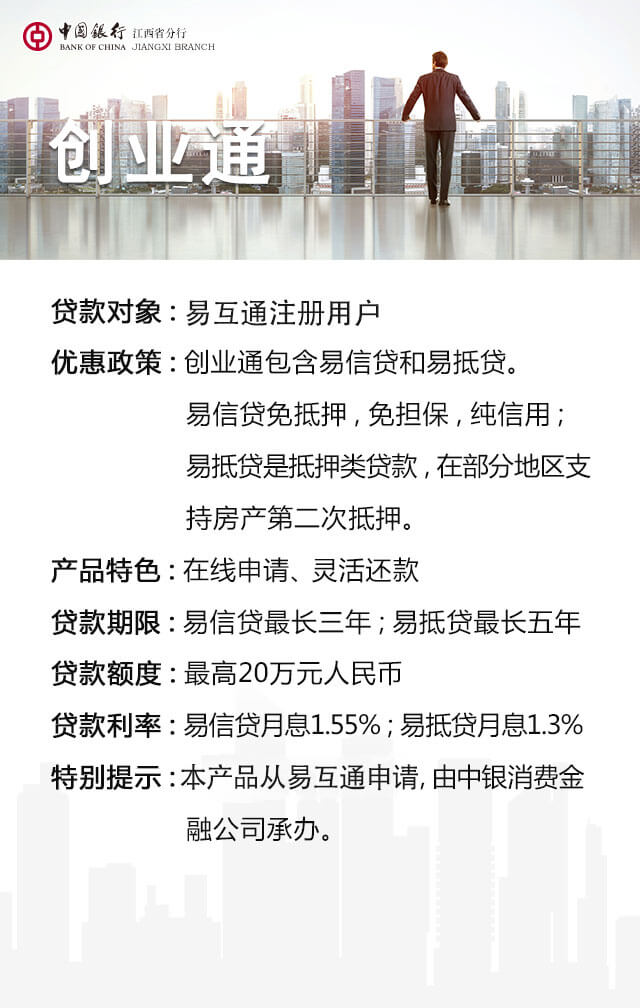 中国银行 江西省分行
BANK OF CHINA JIANGXI BRANCH
创业通
贷款对象：易互通注册用户
优惠政策：创业通包含易信贷和易抵贷。
易信贷免抵押，免担保，纯信用；
易抵贷是抵押类贷款，在部分地区支
持房产第二次抵押。
产品特色：在线申请、灵活还款
贷款期限：易信贷最长三年；易抵贷最长五年
贷款额度：最高20万元人民币
贷款利率：易信贷月息1.55%；易抵贷月息1.3%
特别提示：本产品从易互通申请，由中银消费金
融公司承办。